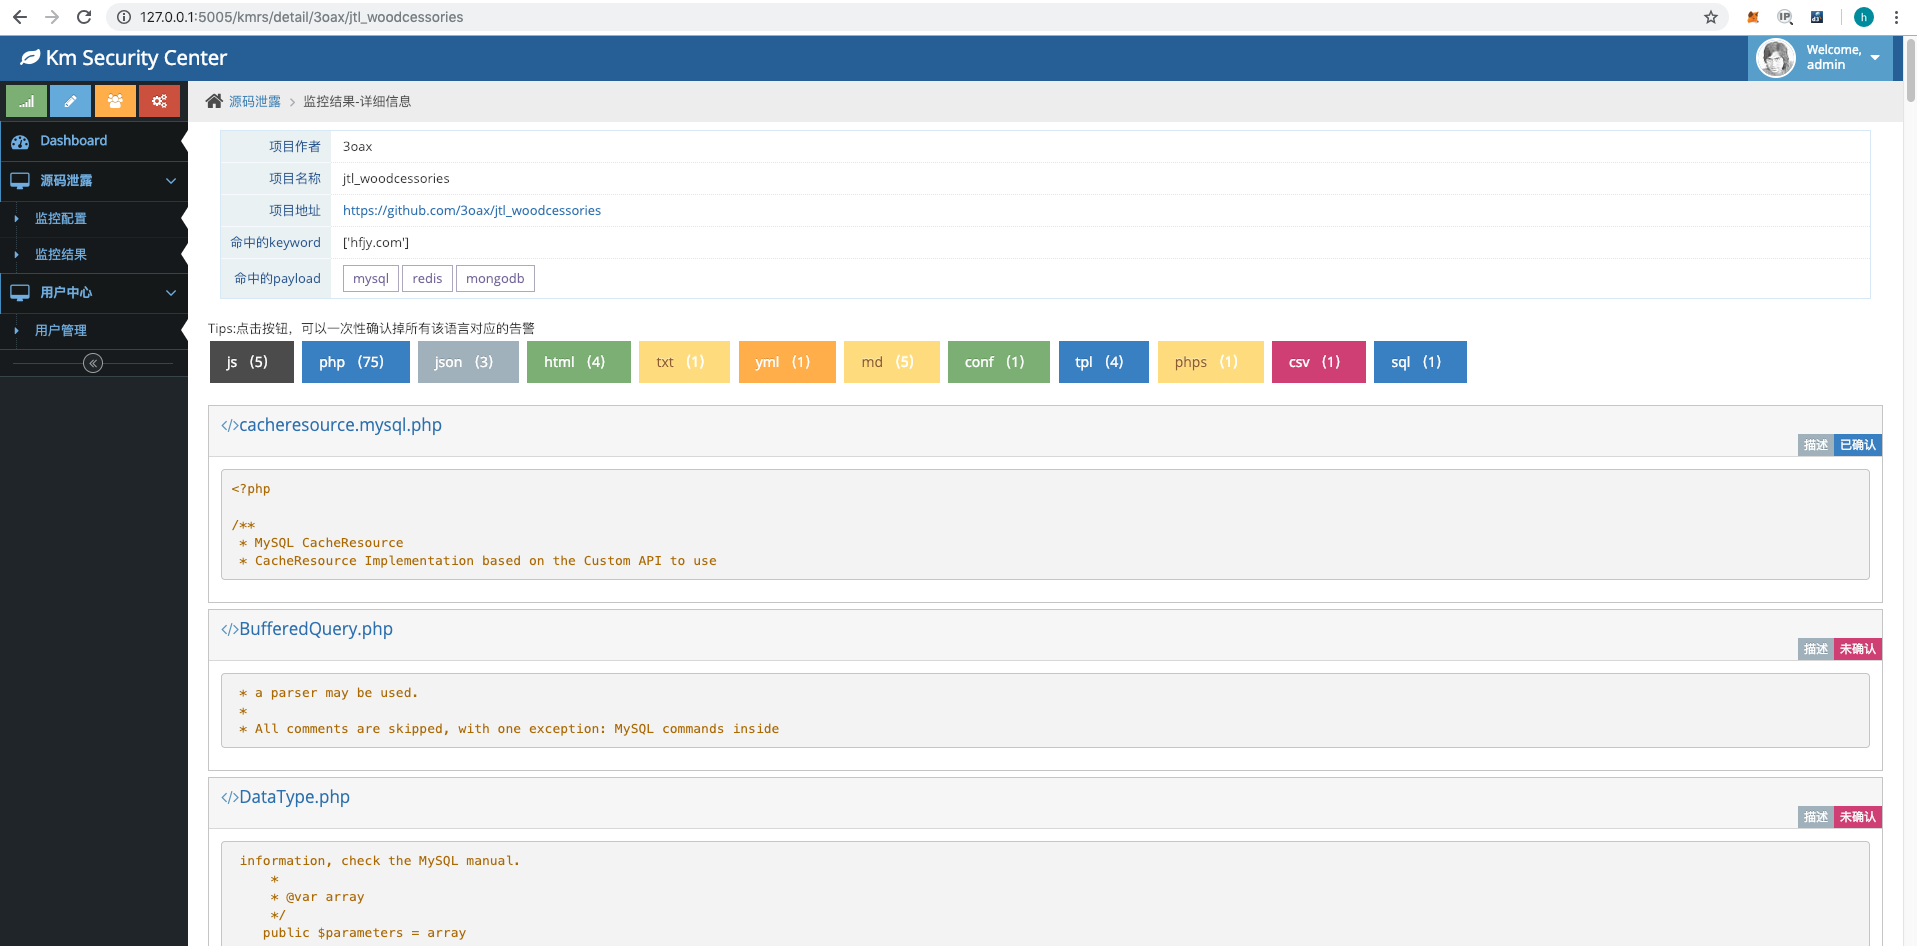 127.0.0.1:5005/kmrs/detail/3oax/jtl_woodcessories
IP
h
Km Security Center
Welcome,
admin
Dashboard
源码泄露
监控配置
监控结果
用户中心
用户管理
源码泄露 > 监控结果-详细信息
项目作者 3oax
项目名称 jtl_woodcessories
项目地址 https://github.com/3oax/jtl_woodcessories
命中的keyword ['hfjy.com']
命中的payload mysql redis mongodb
Tips:点击按钮，可以一次性确认掉所有该语言对应的告警
js (5) php (75) json (3) html (4) txt (1) yml (1) md (5) conf (1) tpl (4) phps (1) csv (1) sql (1)
</>cacheresource.mysql.php
描述 已确认
<?php
/**
* MySQL CacheResource
* CacheResource Implementation based on the Custom API to use
</>BufferedQuery.php
描述 未确认
* a parser may be used.
*
* All comments are skipped, with one exception: MySQL commands inside
</>DataType.php
描述 未确认
information, check the MySQL manual.
*
* @var array
*/
public $parameters = array